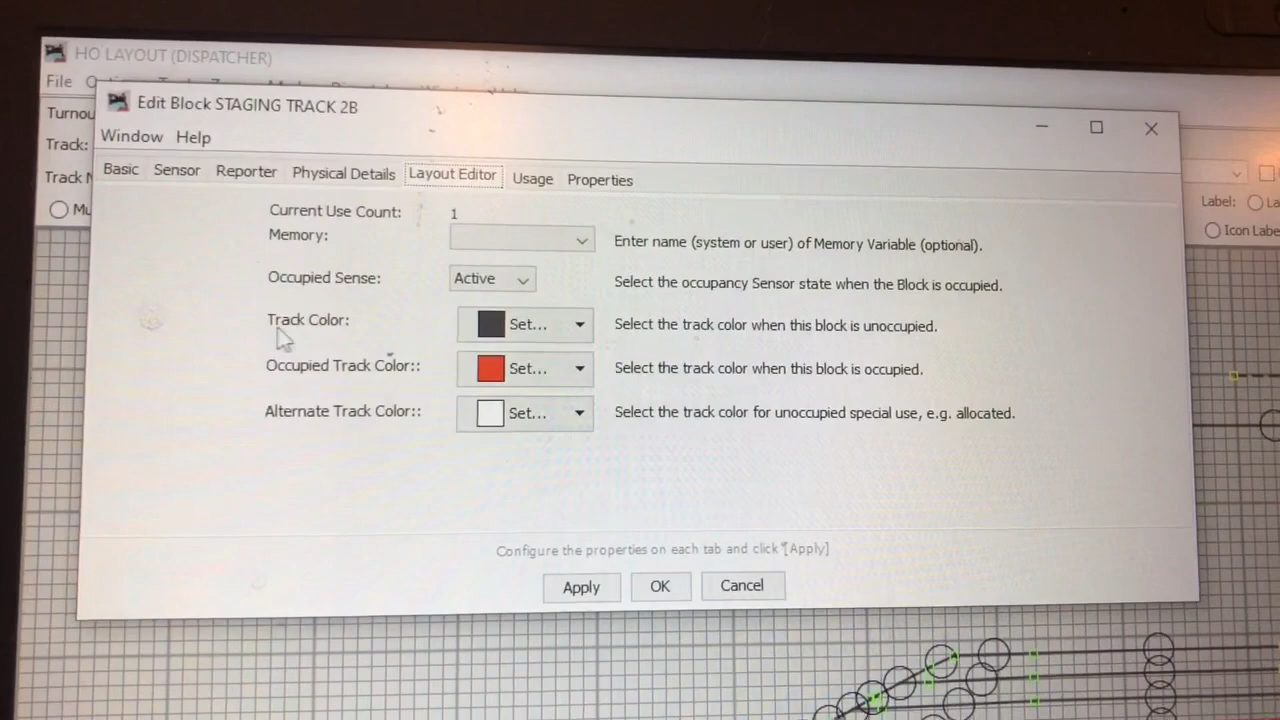 HO LAYOUT (DISPATCHER)
File
Edit Block STAGING TRACK 2B
Turnou
Window Help
Track:
Basic Sensor Reporter Physical Details Layout Editor Usage Properties
Track N
Mu
Label: La
Icon Labe
Current Use Count: 1
Memory: Enter name (system or user) of Memory Variable (optional).
Occupied Sense: Active Select the occupancy Sensor state when the Block is occupied.
Track Color: Set... Select the track color when this block is unoccupied.
Occupied Track Color:: Set... Select the track color when this block is occupied.
Alternate Track Color:: Set... Select the track color for unoccupied special use, e.g. allocated.
Configure the properties on each tab and click [Apply]
Apply OK Cancel